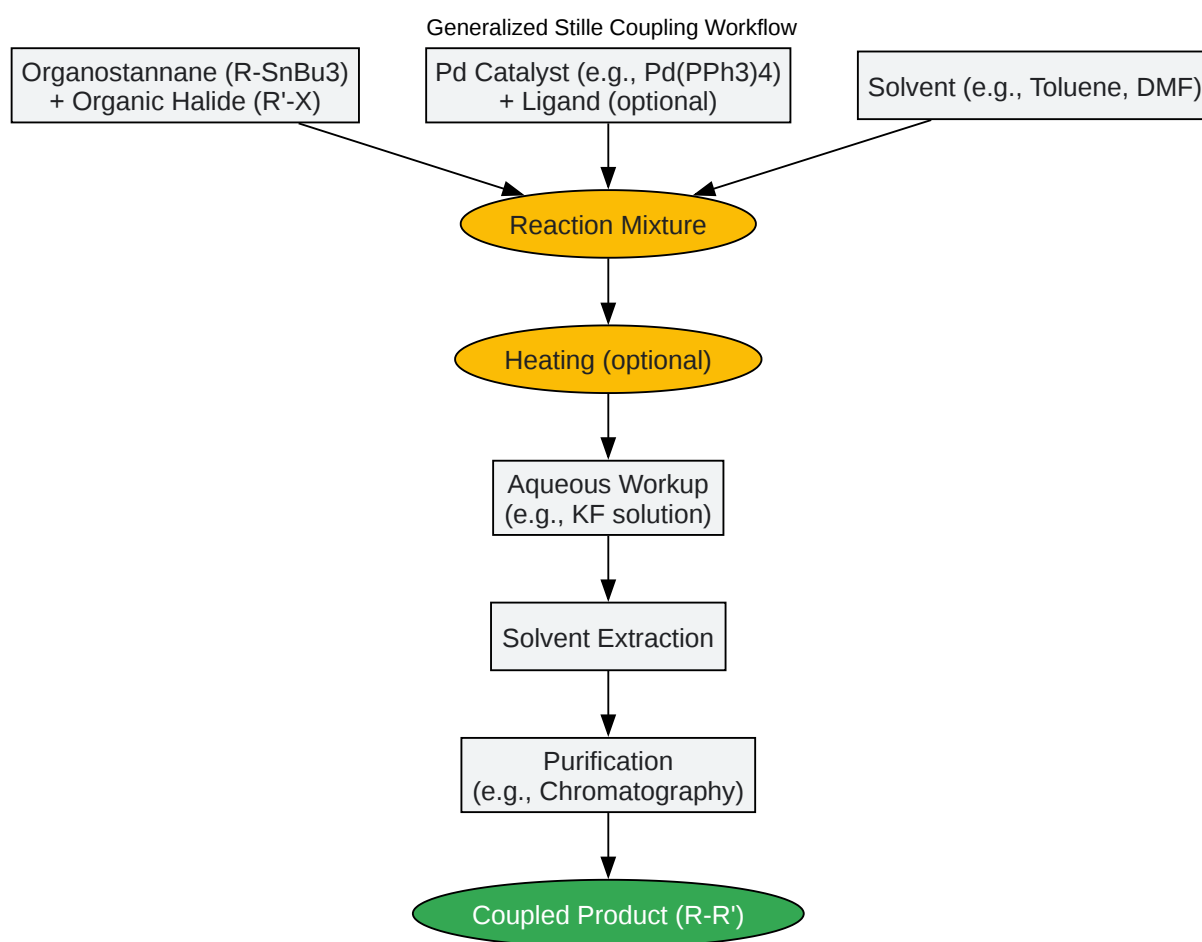 Generalized Stille Coupling Workflow
Organostannane (R-SnBu3)
+ Organic Halide (R'-X)
Pd Catalyst (e.g., Pd(PPh3)4)
+ Ligand (optional)
Solvent (e.g., Toluene, DMF)
Reaction Mixture
Heating (optional)
Aqueous Workup
(e.g., KF solution)
Solvent Extraction
Purification
(e.g., Chromatography)
Coupled Product (R-R')